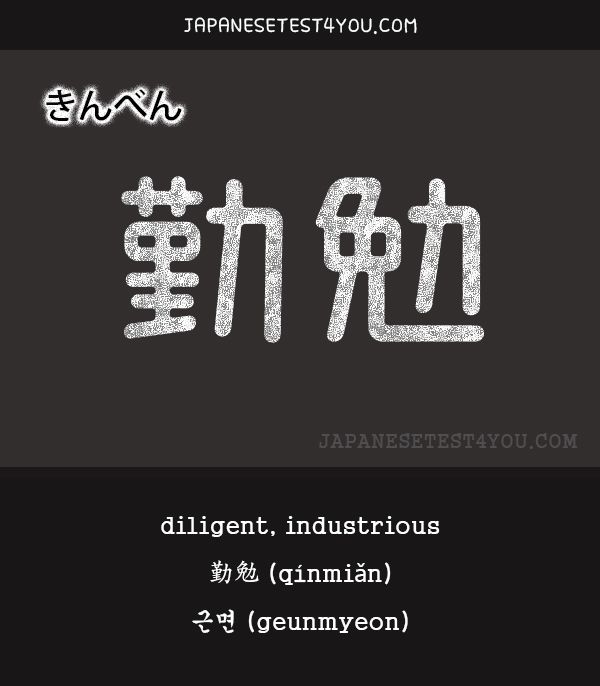 JAPANESETEST4YOU.COM
きんべん
勤勉
JAPANESETEST4YOU.COM
diligent, industrious
勤勉 (qínmiǎn)
근면 (geunmyeon)